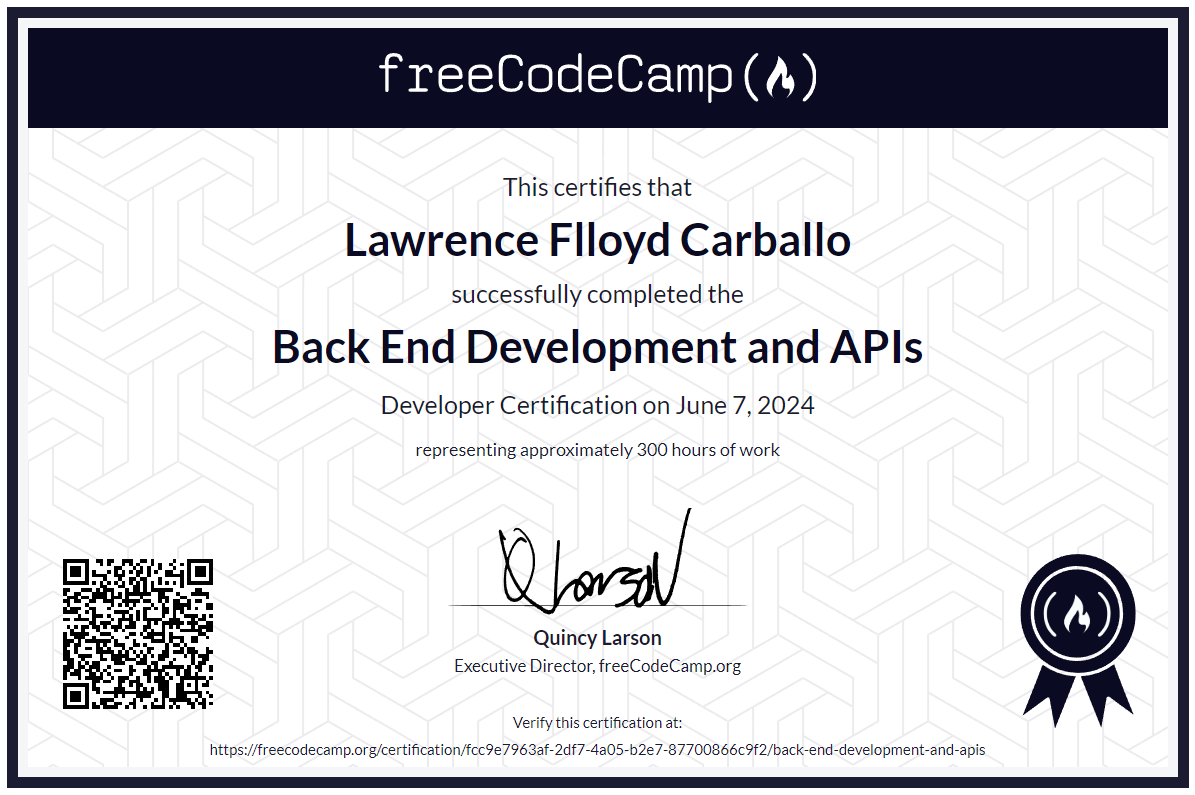 freeCodeCamp
This certifies that
Lawrence Flloyd Carballo
successfully completed the
Back End Development and APIs
Developer Certification on June 7, 2024
representing approximately 300 hours of work
Q Larson
Quincy Larson
Executive Director, freeCodeCamp.org
Verify this certification at:
https://freecodecamp.org/certification/fcc9e7963af-2df7-4a05-b2e7-87700866c9f2/back-end-development-and-apis